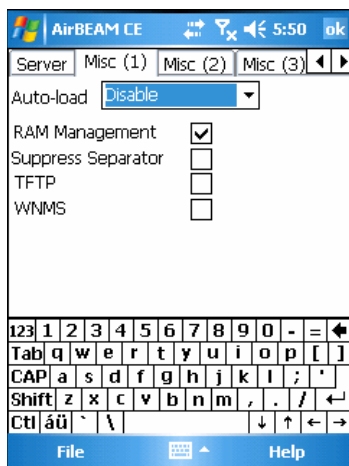 AirBEAM CE 5:50 ok
Server Misc (1) Misc (2) Misc (3)
Auto-load Disable
RAM Management
Suppress Separator
TFTP
WNMS
123 1 2 3 4 5 6 7 8 9 0 - =
Tab q w e r t y u i o p [ ]
CAP a s d f g h j k l ; '
Shift z x c v b n m , . /
Ctl áü ` \
File Help